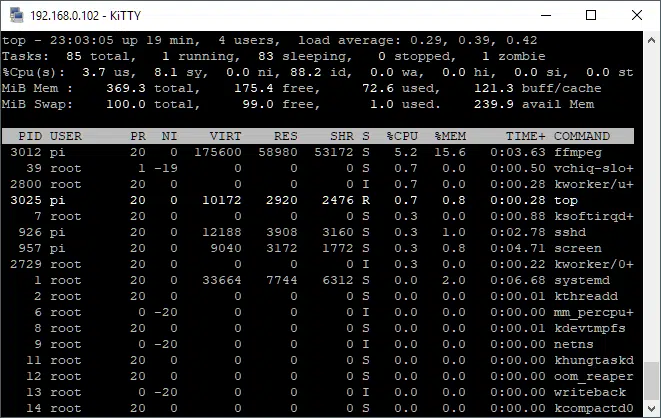 192.168.0.102 - KiTTY
top - 23:03:05 up 19 min,  4 users,  load average: 0.29, 0.39, 0.42
Tasks:  85 total,   1 running,  83 sleeping,   0 stopped,   1 zombie
%Cpu(s):  3.7 us,  8.1 sy,  0.0 ni, 88.2 id,  0.0 wa,  0.0 hi,  0.0 si,  0.0 st
MiB Mem :    369.3 total,    175.4 free,     72.6 used,    121.3 buff/cache
MiB Swap:    100.0 total,     99.0 free,      1.0 used.    239.9 avail Mem
PID USER      PR  NI    VIRT    RES    SHR S  %CPU  %MEM     TIME+ COMMAND
3012 pi        20   0  175600  58980  53172 S   5.2  15.6   0:03.63 ffmpeg
39 root       1 -19       0      0      0 S   0.7   0.0   0:00.50 vchiq-slo+
2800 root      20   0       0      0      0 I   0.7   0.0   0:00.28 kworker/u+
3025 pi        20   0   10172   2920   2476 R   0.7   0.8   0:00.28 top
7 root      20   0       0      0      0 S   0.3   0.0   0:00.88 ksoftirqd+
926 pi        20   0   12188   3908   3160 S   0.3   1.0   0:02.78 sshd
957 pi        20   0    9040   3172   1772 S   0.3   0.8   0:04.71 screen
2729 root      20   0       0      0      0 I   0.3   0.0   0:00.22 kworker/0+
1 root      20   0   33664   7744   6312 S   0.0   2.0   0:06.68 systemd
2 root      20   0       0      0      0 S   0.0   0.0   0:00.01 kthreadd
6 root       0 -20       0      0      0 I   0.0   0.0   0:00.00 mm_percpu+
8 root      20   0       0      0      0 S   0.0   0.0   0:00.01 kdevtmpfs
9 root       0 -20       0      0      0 I   0.0   0.0   0:00.00 netns
11 root      20   0       0      0      0 S   0.0   0.0   0:00.00 khungtaskd
12 root      20   0       0      0      0 S   0.0   0.0   0:00.00 oom_reaper
13 root       0 -20       0      0      0 I   0.0   0.0   0:00.00 writeback
14 root      20   0       0      0      0 S   0.0   0.0   0:00.00 kcompactd0